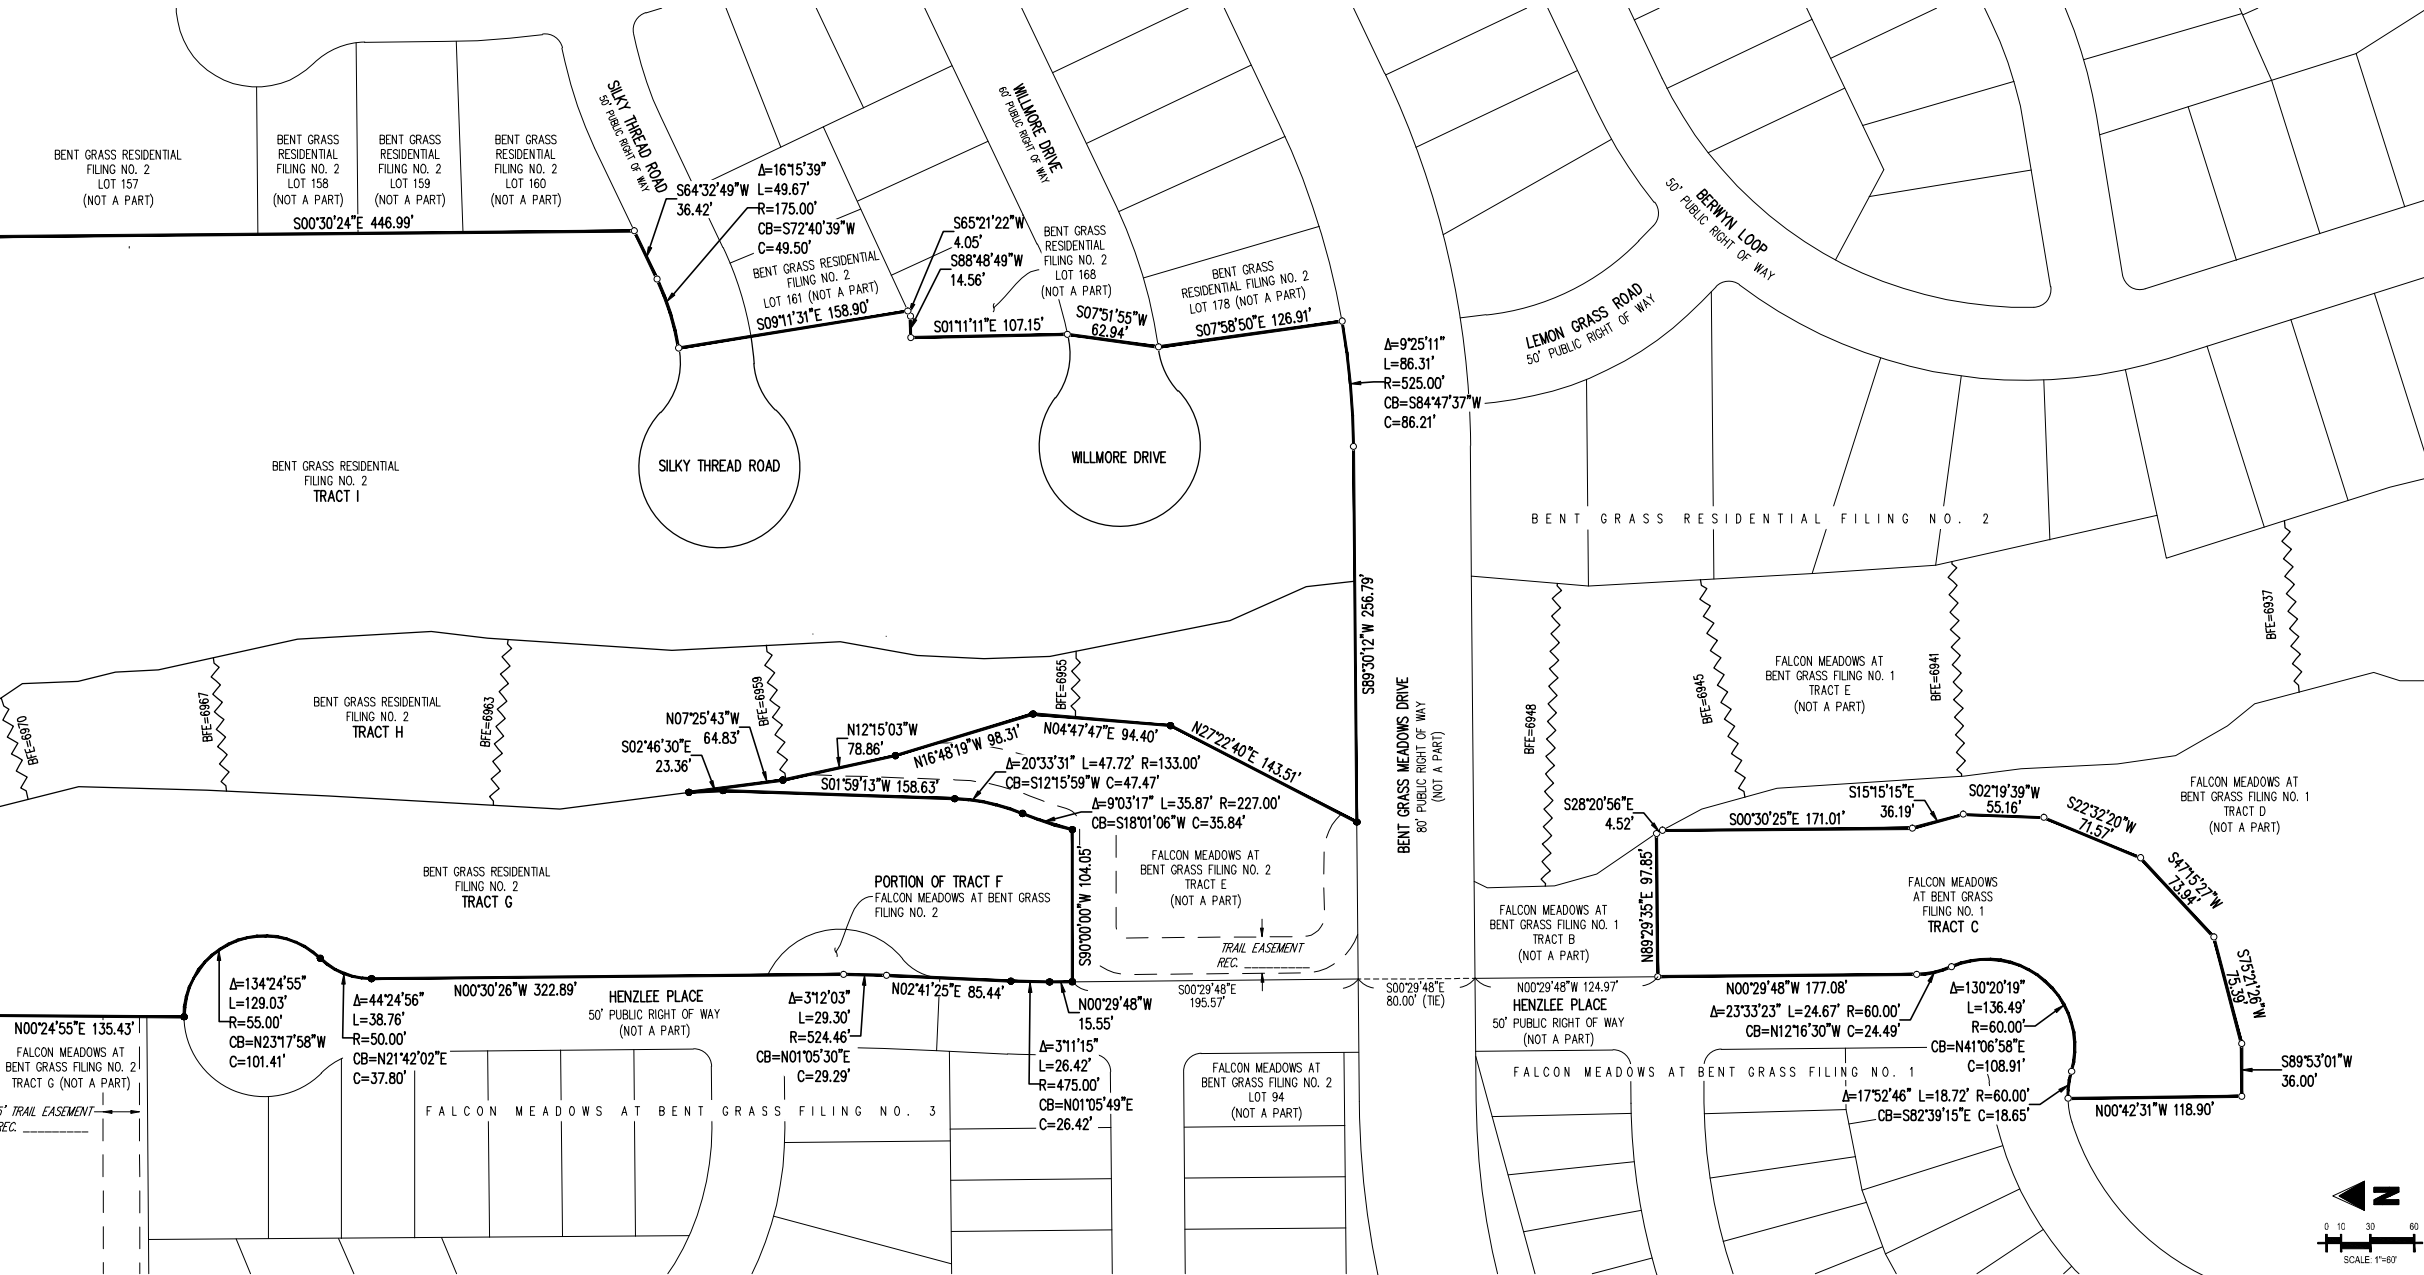 BENT GRASS RESIDENTIAL
FILING NO. 2
LOT 157
(NOT A PART)
BENT GRASS
RESIDENTIAL
FILING NO. 2
LOT 158
(NOT A PART)
BENT GRASS
RESIDENTIAL
FILING NO. 2
LOT 159
(NOT A PART)
BENT GRASS
RESIDENTIAL
FILING NO. 2
LOT 160
(NOT A PART)
S00°30'24"E 446.99'
SILKY THREAD ROAD
50' PUBLIC RIGHT OF WAY
S64°32'49"W
36.42'
Δ=16°15'39"
L=49.67'
R=175.00'
CB=S72°40'39"W
C=49.50'
BENT GRASS RESIDENTIAL
FILING NO. 2
LOT 161 (NOT A PART)
S09°11'31"E 158.90'
WILLMORE DRIVE
60' PUBLIC RIGHT OF WAY
S65°21'22"W
4.05'
S88°48'49"W
14.56'
BENT GRASS
RESIDENTIAL
FILING NO. 2
LOT 168
(NOT A PART)
S01°11'11"E 107.15'
S07°51'55"W
62.94'
BENT GRASS
RESIDENTIAL FILING NO. 2
LOT 178 (NOT A PART)
S07°58'50"E 126.91'
Δ=9°25'11"
L=86.31'
R=525.00'
CB=S84°47'37"W
C=86.21'
LEMON GRASS ROAD
50' PUBLIC RIGHT OF WAY
BERWYN LOOP
50' PUBLIC RIGHT OF WAY
BENT GRASS RESIDENTIAL
FILING NO. 2
TRACT I
SILKY THREAD ROAD
WILLMORE DRIVE
BENT GRASS RESIDENTIAL FILING NO. 2
S89°30'12"W 256.79'
BENT GRASS MEADOWS DRIVE
80' PUBLIC RIGHT OF WAY
(NOT A PART)
BFE=6970
BFE=6967
BENT GRASS RESIDENTIAL
FILING NO. 2
TRACT H
BFE=6963
BFE=6959
BFE=6955
BFE=6948
BFE=6945
FALCON MEADOWS AT
BENT GRASS FILING NO. 1
TRACT E
(NOT A PART)
BFE=6941
BFE=6937
N07°25'43"W
64.83'
S02°46'30"E
23.36'
N12°15'03"W
78.86'
N16°48'19"W 98.31'
N04°47'47"E 94.40'
N27°22'40"E 143.51'
S01°59'13"W 158.63'
Δ=20°33'31" L=47.72' R=133.00'
CB=S12°15'59"W C=47.47'
Δ=9°03'17" L=35.87' R=227.00'
CB=S18°01'06"W C=35.84'
S90°00'00"W 104.05'
FALCON MEADOWS AT
BENT GRASS FILING NO. 2
TRACT E
(NOT A PART)
TRAIL EASEMENT
REC. __________
BENT GRASS RESIDENTIAL
FILING NO. 2
TRACT G
PORTION OF TRACT F
FALCON MEADOWS AT BENT GRASS
FILING NO. 2
S28°20'56"E
4.52'
S00°30'25"E 171.01'
S15°15'15"E
36.19'
S02°19'39"W
55.16'
S22°32'20"W
71.57'
S47°15'27"W
73.94'
S75°21'26"W
75.39'
S89°53'01"W
36.00'
FALCON MEADOWS AT
BENT GRASS FILING NO. 1
TRACT D
(NOT A PART)
FALCON MEADOWS
AT BENT GRASS
FILING NO. 1
TRACT C
FALCON MEADOWS AT
BENT GRASS FILING NO. 1
TRACT B
(NOT A PART)
N89°29'35"E 97.85'
N00°24'55"E 135.43'
Δ=134°24'55"
L=129.03'
R=55.00'
CB=N23°17'58"W
C=101.41'
Δ=44°24'56"
L=38.76'
R=50.00'
CB=N21°42'02"E
C=37.80'
N00°30'26"W 322.89'
HENZLEE PLACE
50' PUBLIC RIGHT OF WAY
(NOT A PART)
Δ=3°12'03"
L=29.30'
R=524.46'
CB=N01°05'30"E
C=29.29'
N02°41'25"E 85.44'
N00°29'48"W
15.55'
Δ=3°11'15"
L=26.42'
R=475.00'
CB=N01°05'49"E
C=26.42'
S00°29'48"E
195.57'
S00°29'48"E
80.00' (TIE)
N00°29'48"W 124.97'
HENZLEE PLACE
50' PUBLIC RIGHT OF WAY
(NOT A PART)
N00°29'48"W 177.08'
Δ=23°33'23" L=24.67' R=60.00'
CB=N12°16'30"W C=24.49'
Δ=130°20'19"
L=136.49'
R=60.00'
CB=N41°06'58"E
C=108.91'
Δ=17°52'46" L=18.72' R=60.00'
CB=S82°39'15"E C=18.65'
N00°42'31"W 118.90'
FALCON MEADOWS AT
BENT GRASS FILING NO. 2
TRACT G (NOT A PART)
' TRAIL EASEMENT
REC. __________
FALCON MEADOWS AT BENT GRASS FILING NO. 3
FALCON MEADOWS AT
BENT GRASS FILING NO. 2
LOT 94
(NOT A PART)
FALCON MEADOWS AT BENT GRASS FILING NO. 1
N
0 10 30 60
SCALE: 1"=60'